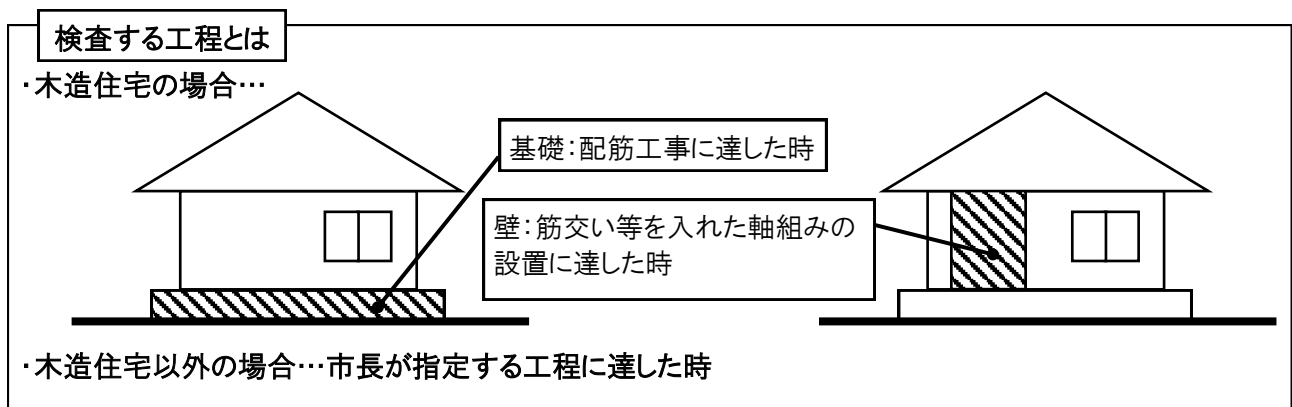 検査する工程とは
・木造住宅の場合…
基礎：配筋工事に達した時
壁：筋交い等を入れた軸組みの
設置に達した時
・木造住宅以外の場合…市長が指定する工程に達した時